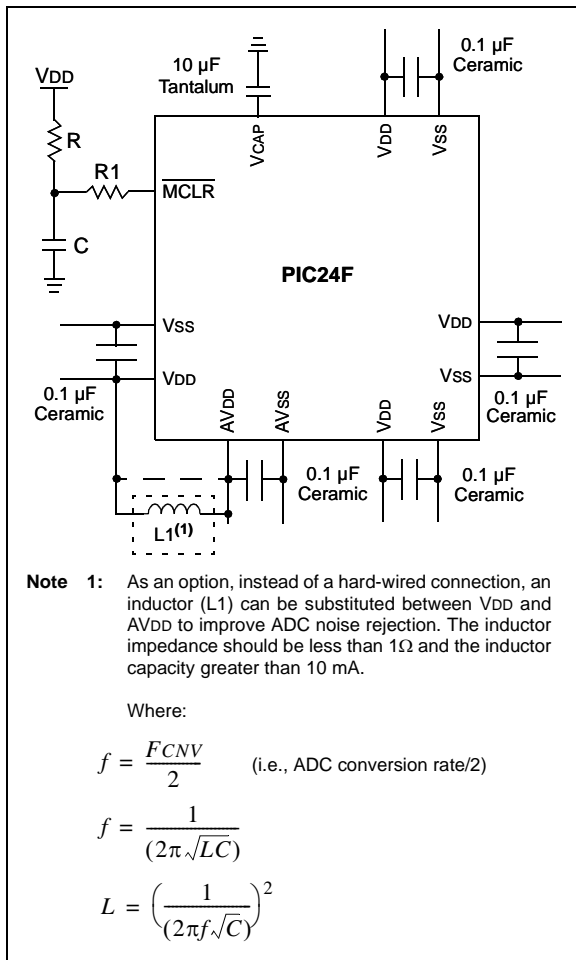 10 µF
Tantalum
0.1 µF
Ceramic
VDD
R
R1
C
MCLR
VCAP
VDD
VSS
PIC24F
VSS
VDD
VDD
VSS
0.1 µF
Ceramic
AVDD
AVSS
VDD
VSS
0.1 µF
Ceramic
0.1 µF
Ceramic
0.1 µF
Ceramic
L1(1)
Note 1: As an option, instead of a hard-wired connection, an
inductor (L1) can be substituted between VDD and
AVDD to improve ADC noise rejection. The inductor
impedance should be less than 1Ω and the inductor
capacity greater than 10 mA.
Where:
f = FCNV / 2 (i.e., ADC conversion rate/2)
f = 1 / (2π√LC)
L = (1 / (2πf√C))²